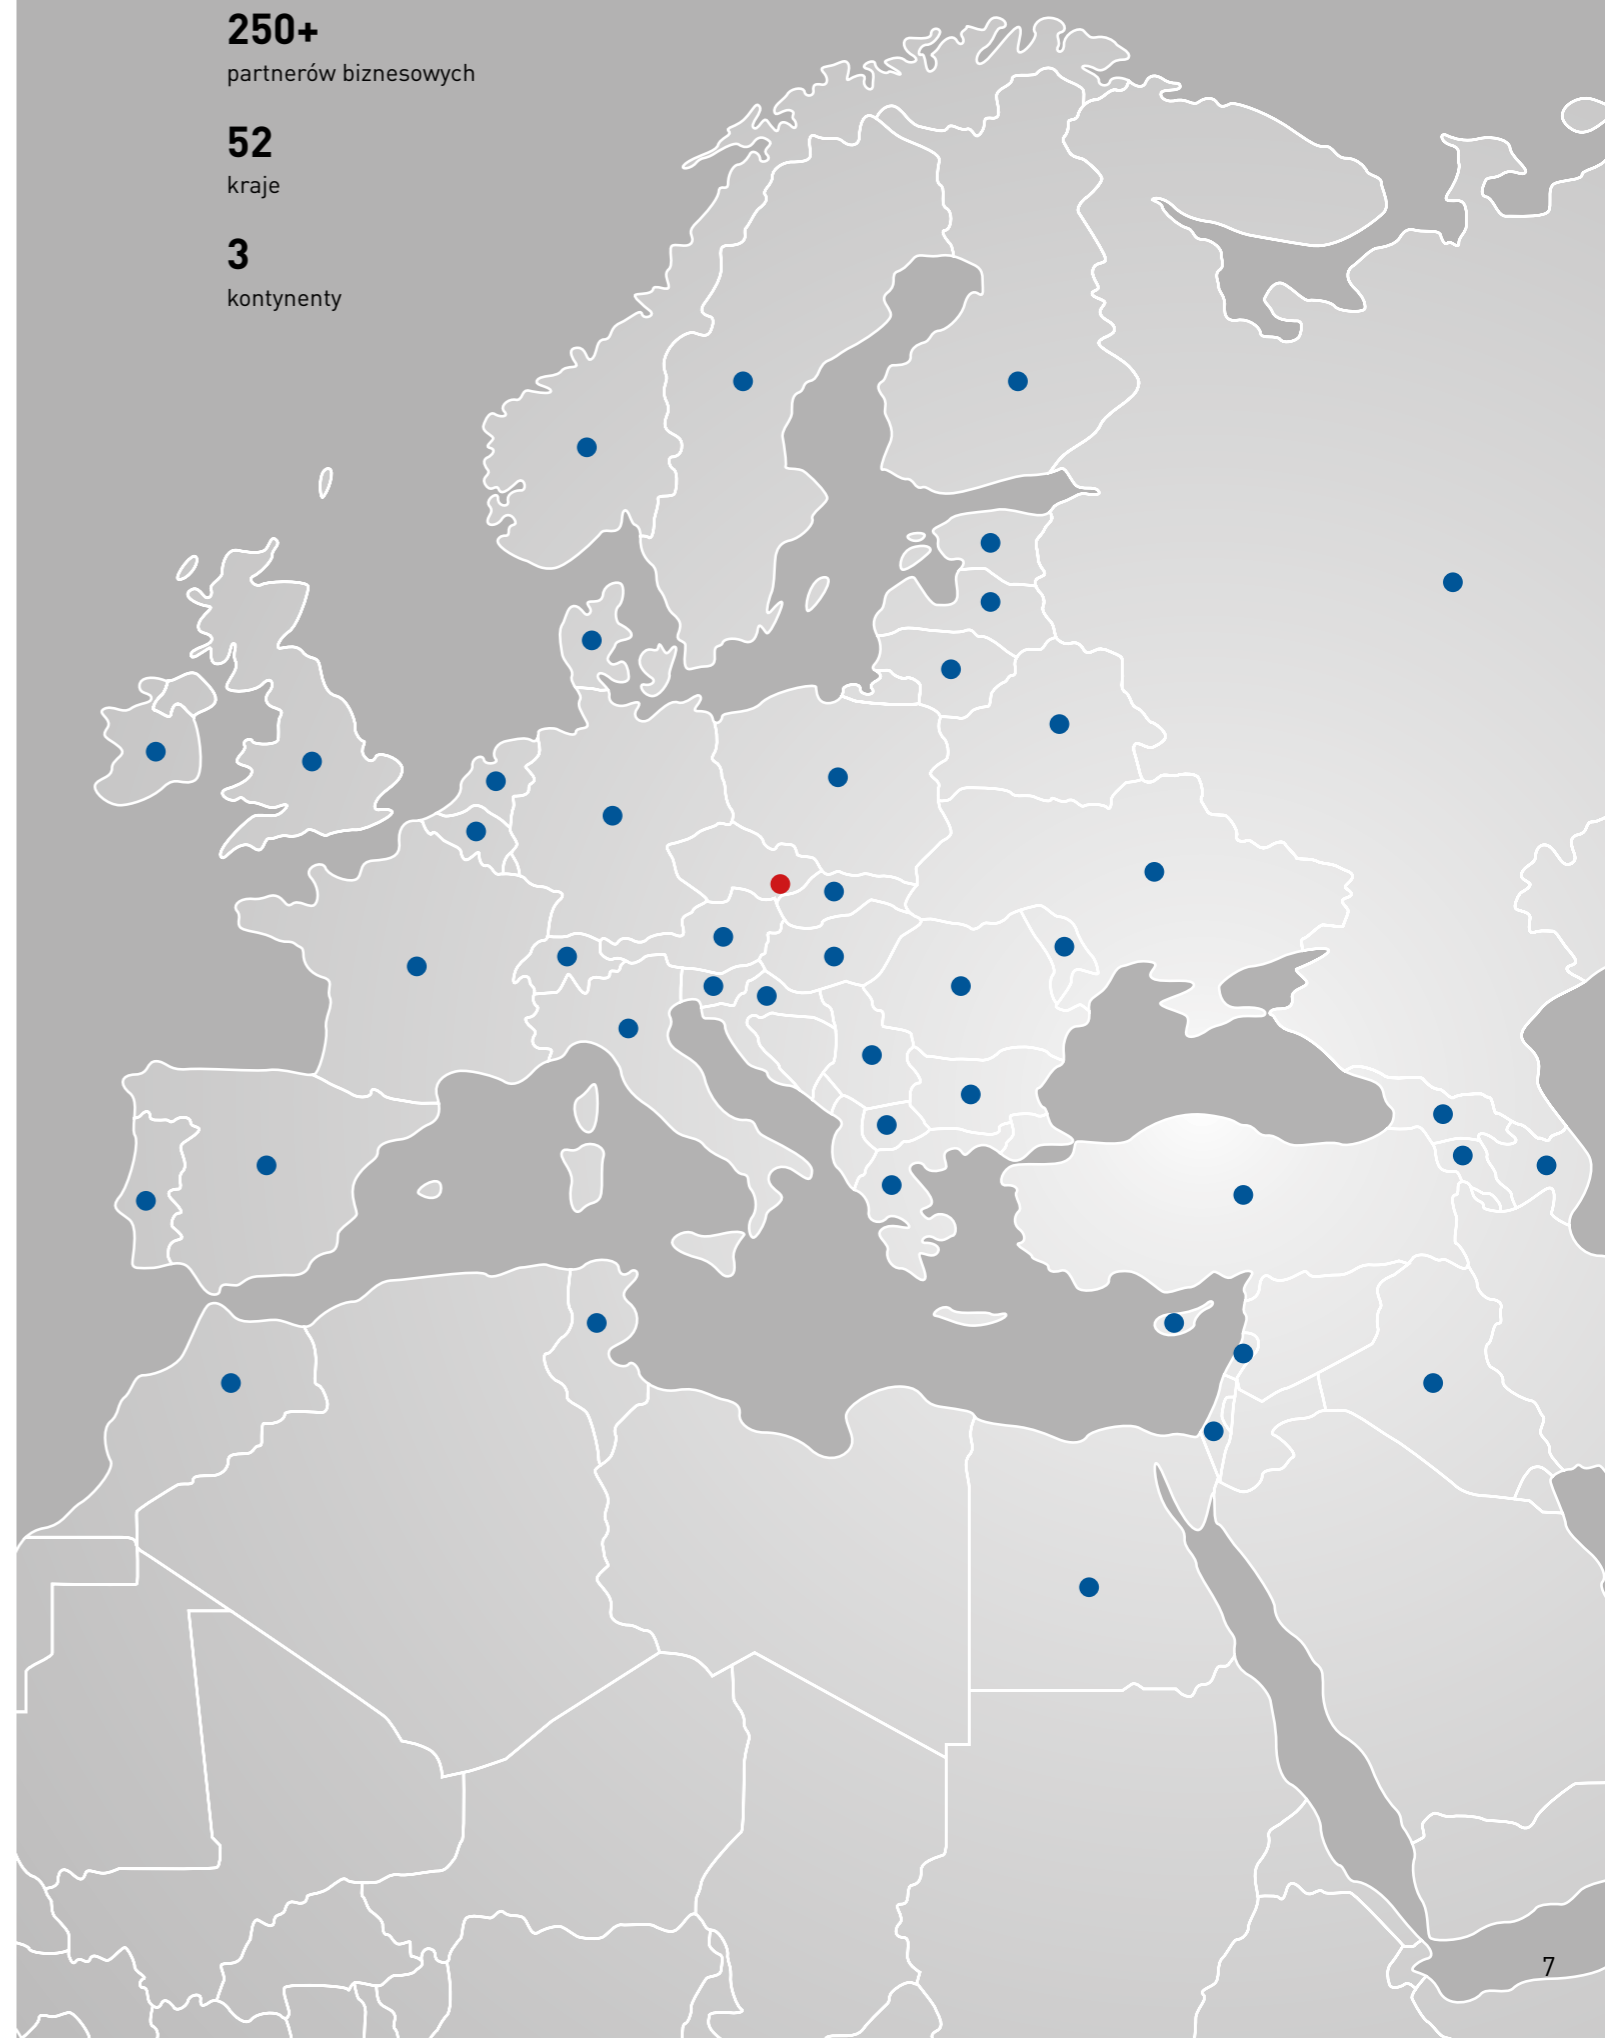 250+
partnerów biznesowych
52
kraje
3
kontynenty
7